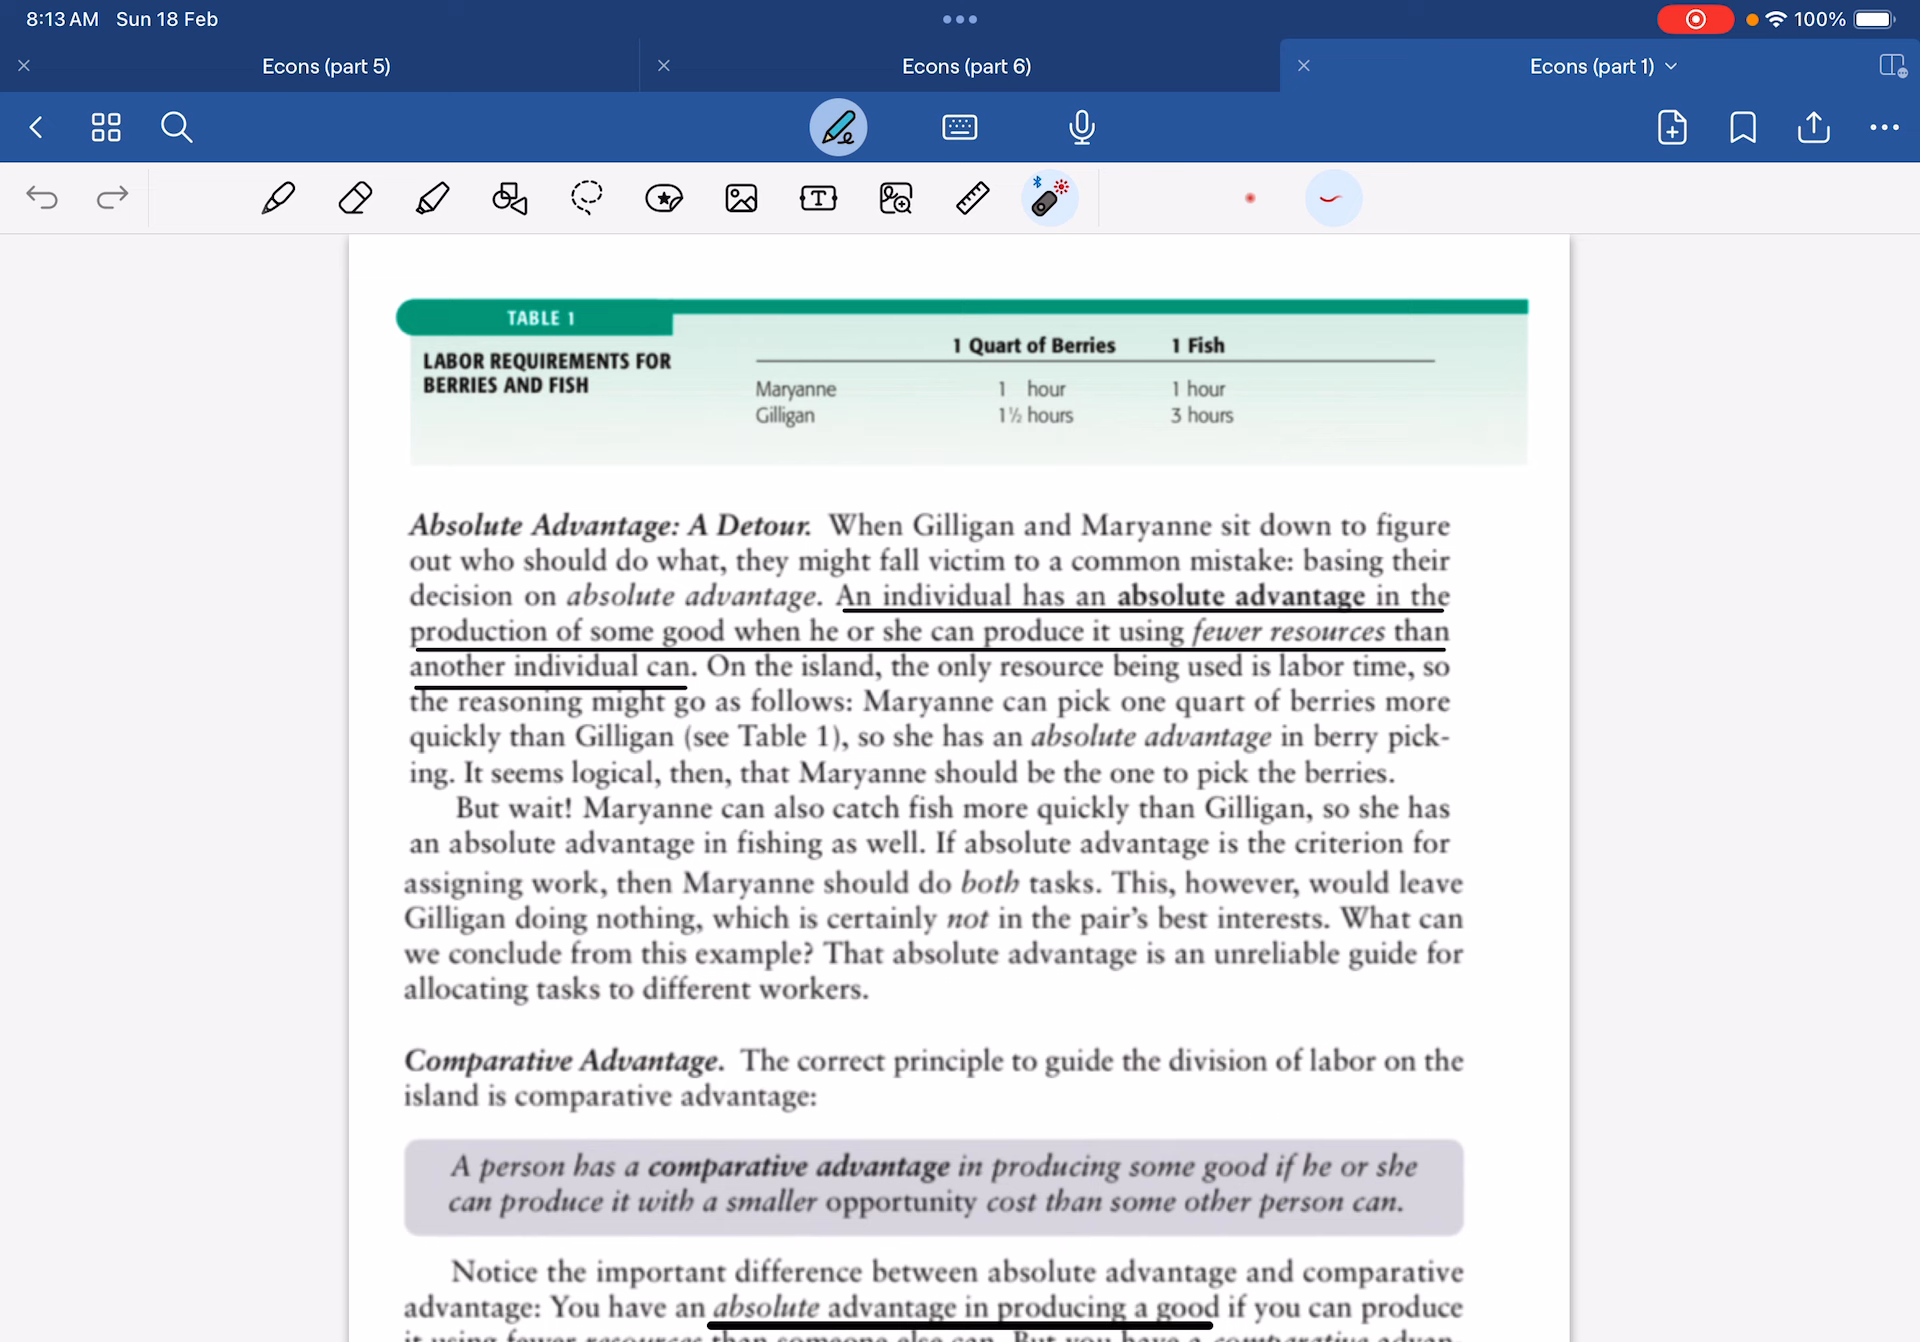 8:13 AM Sun 18 Feb
100%
Econs (part 5)
Econs (part 6)
Econs (part 1)
TABLE 1
LABOR REQUIREMENTS FOR
BERRIES AND FISH
1 Quart of Berries 1 Fish
Maryanne 1 hour 1 hour
Gilligan 1½ hours 3 hours
Absolute Advantage: A Detour. When Gilligan and Maryanne sit down to figure
out who should do what, they might fall victim to a common mistake: basing their
decision on absolute advantage. An individual has an absolute advantage in the
production of some good when he or she can produce it using fewer resources than
another individual can. On the island, the only resource being used is labor time, so
the reasoning might go as follows: Maryanne can pick one quart of berries more
quickly than Gilligan (see Table 1), so she has an absolute advantage in berry pick-
ing. It seems logical, then, that Maryanne should be the one to pick the berries.
But wait! Maryanne can also catch fish more quickly than Gilligan, so she has
an absolute advantage in fishing as well. If absolute advantage is the criterion for
assigning work, then Maryanne should do both tasks. This, however, would leave
Gilligan doing nothing, which is certainly not in the pair's best interests. What can
we conclude from this example? That absolute advantage is an unreliable guide for
allocating tasks to different workers.
Comparative Advantage. The correct principle to guide the division of labor on the
island is comparative advantage:
A person has a comparative advantage in producing some good if he or she
can produce it with a smaller opportunity cost than some other person can.
Notice the important difference between absolute advantage and comparative
advantage: You have an absolute advantage in producing a good if you can produce
it using fewer resources than someone else can. But you have a comparative advan-